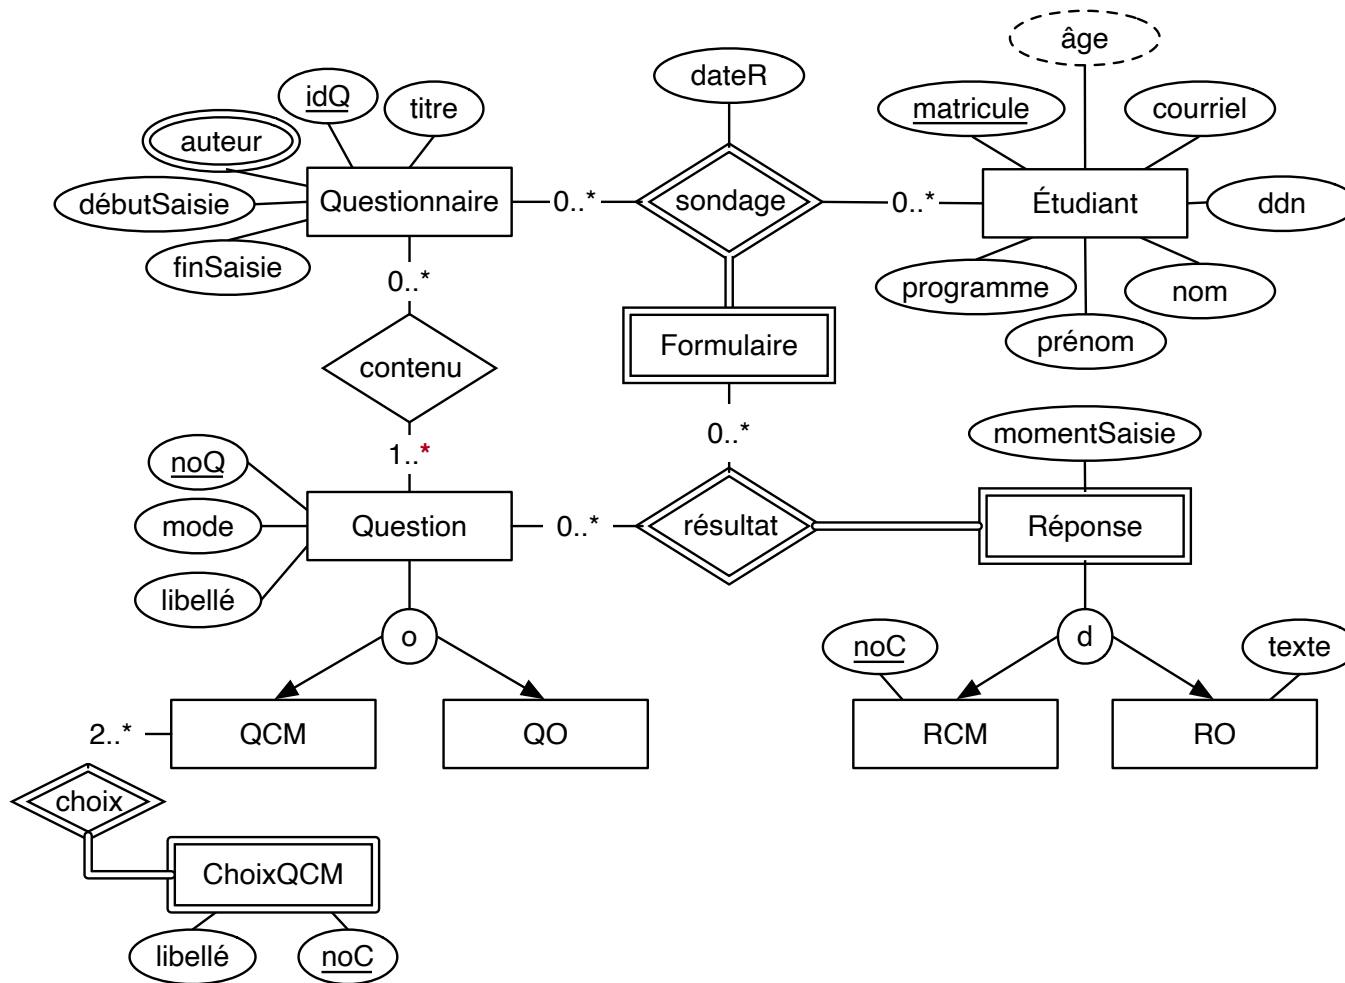 âge
dateR
idQ
titre
matricule
courriel
auteur
débutSaisie
Questionnaire
0..*
sondage
0..*
Étudiant
ddn
finSaisie
0..*
programme
nom
prénom
Formulaire
contenu
0..*
momentSaisie
1..*
noQ
mode
Question
0..*
résultat
Réponse
libellé
o
d
noC
texte
2..*
QCM
QO
RCM
RO
choix
ChoixQCM
libellé
noC